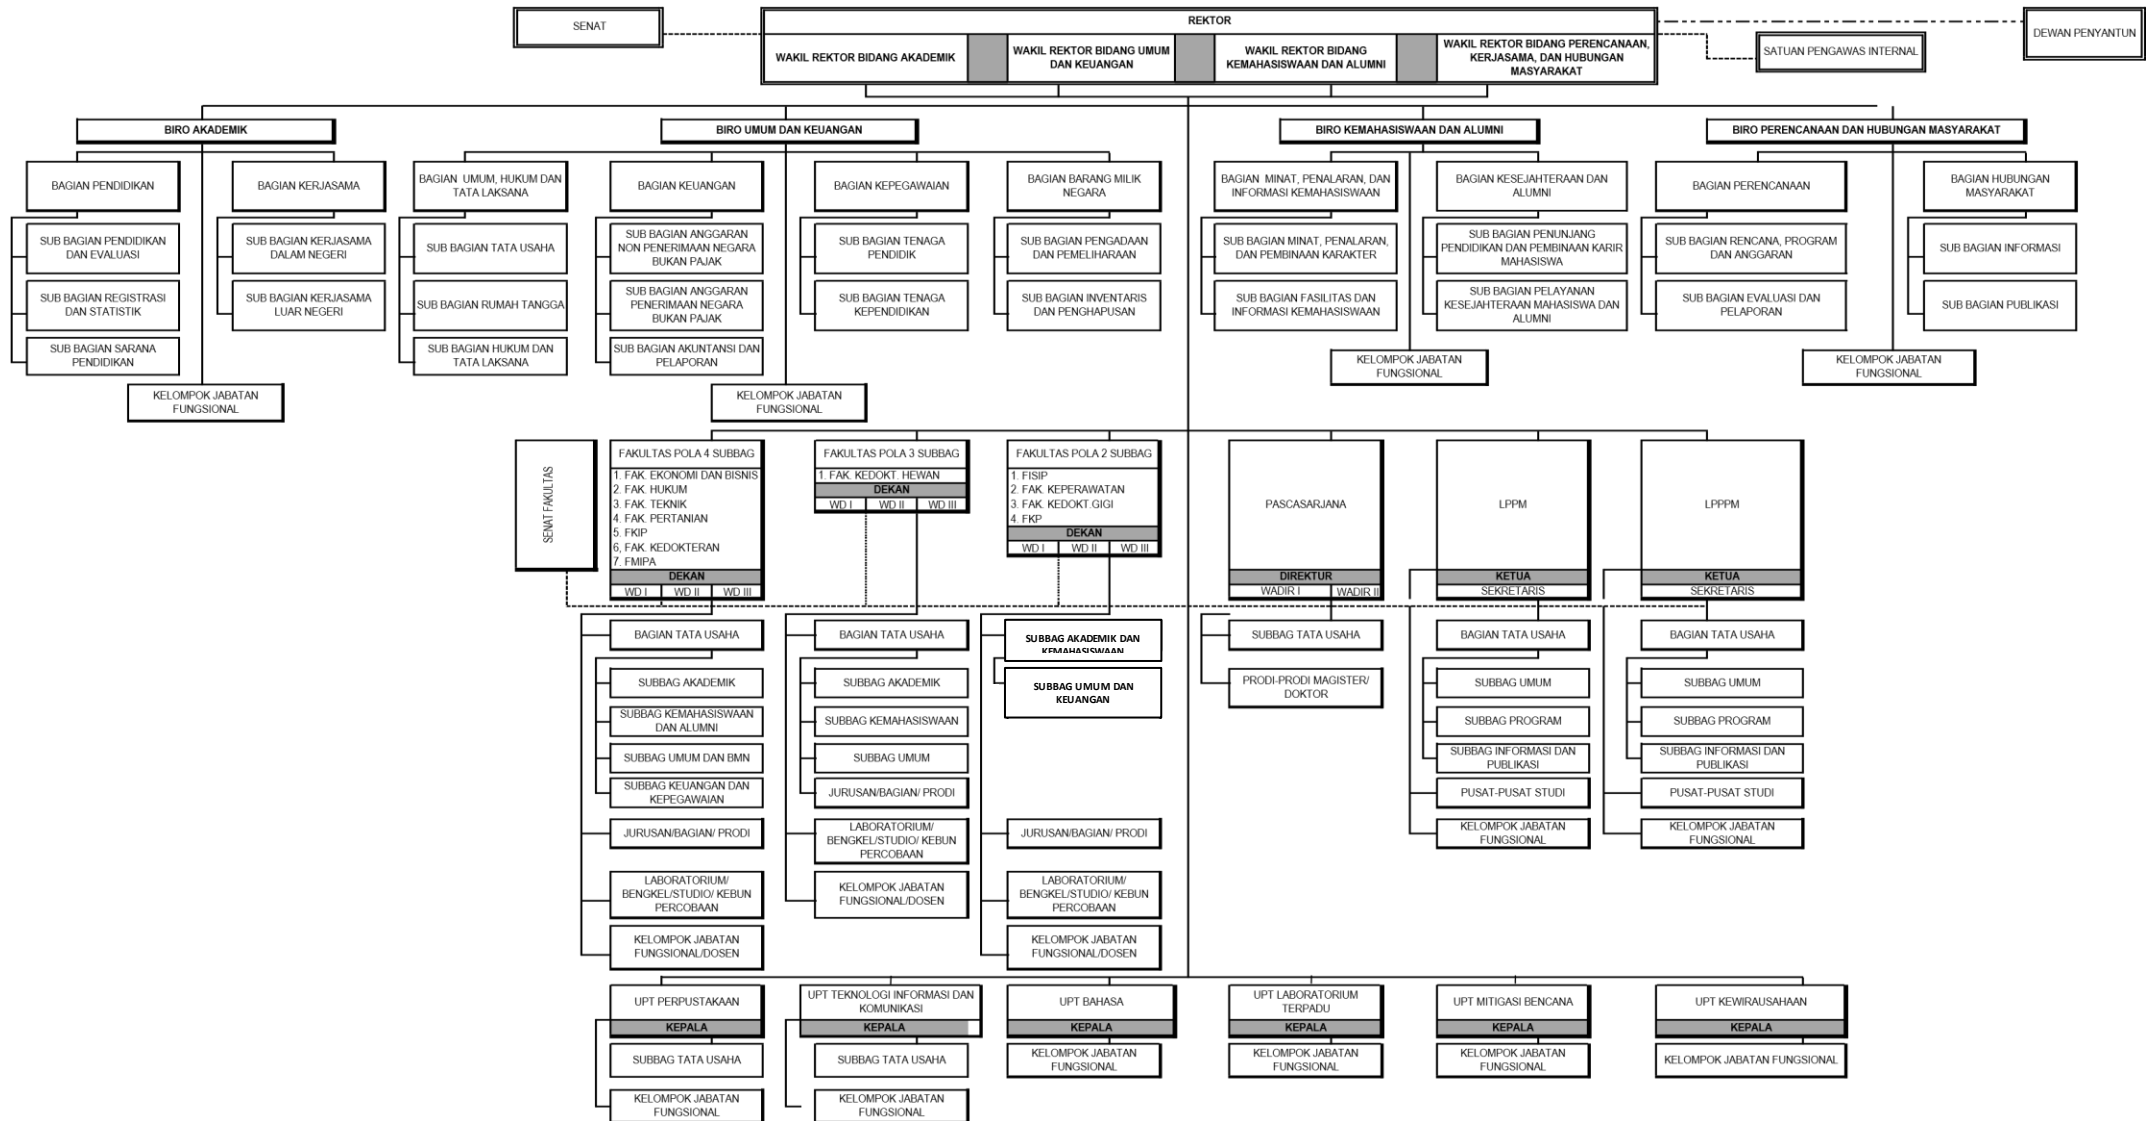 SENAT
REKTOR
WAKIL REKTOR BIDANG AKADEMIK
WAKIL REKTOR BIDANG UMUM
DAN KEUANGAN
WAKIL REKTOR BIDANG
KEMAHASISWAAN DAN ALUMNI
WAKIL REKTOR BIDANG PERENCANAAN,
KERJASAMA, DAN HUBUNGAN
MASYARAKAT
SATUAN PENGAWAS INTERNAL
DEWAN PENYANTUN
BIRO AKADEMIK
BIRO UMUM DAN KEUANGAN
BIRO KEMAHASISWAAN DAN ALUMNI
BIRO PERENCANAAN DAN HUBUNGAN MASYARAKAT
BAGIAN PENDIDIKAN
BAGIAN KERJASAMA
BAGIAN UMUM, HUKUM DAN
TATA LAKSANA
BAGIAN KEUANGAN
BAGIAN KEPEGAWAIAN
BAGIAN BARANG MILIK
NEGARA
BAGIAN MINAT, PENALARAN, DAN
INFORMASI KEMAHASISWAAN
BAGIAN KESEJAHTERAAN DAN
ALUMNI
BAGIAN PERENCANAAN
BAGIAN HUBUNGAN
MASYARAKAT
SUB BAGIAN PENDIDIKAN
DAN EVALUASI
SUB BAGIAN KERJASAMA
DALAM NEGERI
SUB BAGIAN TATA USAHA
SUB BAGIAN ANGGARAN
NON PENERIMAAN NEGARA
BUKAN PAJAK
SUB BAGIAN TENAGA
PENDIDIK
SUB BAGIAN PENGADAAN
DAN PEMELIHARAAN
SUB BAGIAN MINAT, PENALARAN,
DAN PEMBINAAN KARAKTER
SUB BAGIAN PENUNJANG
PENDIDIKAN DAN PEMBINAAN KARIR
MAHASISWA
SUB BAGIAN RENCANA, PROGRAM
DAN ANGGARAN
SUB BAGIAN INFORMASI
SUB BAGIAN REGISTRASI
DAN STATISTIK
SUB BAGIAN KERJASAMA
LUAR NEGERI
SUB BAGIAN RUMAH TANGGA
SUB BAGIAN ANGGARAN
PENERIMAAN NEGARA
BUKAN PAJAK
SUB BAGIAN TENAGA
KEPENDIDIKAN
SUB BAGIAN INVENTARIS
DAN PENGHAPUSAN
SUB BAGIAN FASILITAS DAN
INFORMASI KEMAHASISWAAN
SUB BAGIAN PELAYANAN
KESEJAHTERAAN MAHASISWA DAN
ALUMNI
SUB BAGIAN EVALUASI DAN
PELAPORAN
SUB BAGIAN PUBLIKASI
SUB BAGIAN SARANA
PENDIDIKAN
SUB BAGIAN HUKUM DAN
TATA LAKSANA
SUB BAGIAN AKUNTANSI DAN
PELAPORAN
KELOMPOK JABATAN
FUNGSIONAL
KELOMPOK JABATAN
FUNGSIONAL
KELOMPOK JABATAN
FUNGSIONAL
KELOMPOK JABATAN
FUNGSIONAL
SENAT FAKULTAS
FAKULTAS POLA 4 SUBBAG
1. FAK. EKONOMI DAN BISNIS
2. FAK. HUKUM
3. FAK. TEKNIK
4. FAK. PERTANIAN
5. FKIP
6, FAK. KEDOKTERAN
7. FMIPA
DEKAN
WD I
WD II
WD III
FAKULTAS POLA 3 SUBBAG
1. FAK. KEDOKT. HEWAN
DEKAN
WD I
WD II
WD III
FAKULTAS POLA 2 SUBBAG
1. FISIP
2. FAK. KEPERAWATAN
3. FAK. KEDOKT.GIGI
4. FKP
DEKAN
WD I
WD II
WD III
PASCASARJANA
DIREKTUR
WADIR I
WADIR II
LPPM
KETUA
SEKRETARIS
LPPPM
KETUA
SEKRETARIS
BAGIAN TATA USAHA
SUBBAG AKADEMIK
SUBBAG KEMAHASISWAAN
DAN ALUMNI
SUBBAG UMUM DAN BMN
SUBBAG KEUANGAN DAN
KEPEGAWAIAN
JURUSAN/BAGIAN/ PRODI
LABORATORIUM/
BENGKEL/STUDIO/ KEBUN
PERCOBAAN
KELOMPOK JABATAN
FUNGSIONAL/DOSEN
BAGIAN TATA USAHA
SUBBAG AKADEMIK
SUBBAG KEMAHASISWAAN
SUBBAG UMUM
JURUSAN/BAGIAN/ PRODI
LABORATORIUM/
BENGKEL/STUDIO/ KEBUN
PERCOBAAN
KELOMPOK JABATAN
FUNGSIONAL/DOSEN
SUBBAG AKADEMIK DAN
KEMAHASISWAAN
SUBBAG UMUM DAN
KEUANGAN
JURUSAN/BAGIAN/ PRODI
LABORATORIUM/
BENGKEL/STUDIO/ KEBUN
PERCOBAAN
KELOMPOK JABATAN
FUNGSIONAL/DOSEN
SUBBAG TATA USAHA
PRODI-PRODI MAGISTER/
DOKTOR
BAGIAN TATA USAHA
SUBBAG UMUM
SUBBAG PROGRAM
SUBBAG INFORMASI DAN
PUBLIKASI
PUSAT-PUSAT STUDI
KELOMPOK JABATAN
FUNGSIONAL
BAGIAN TATA USAHA
SUBBAG UMUM
SUBBAG PROGRAM
SUBBAG INFORMASI DAN
PUBLIKASI
PUSAT-PUSAT STUDI
KELOMPOK JABATAN
FUNGSIONAL
UPT PERPUSTAKAAN
KEPALA
SUBBAG TATA USAHA
KELOMPOK JABATAN
FUNGSIONAL
UPT TEKNOLOGI INFORMASI DAN
KOMUNIKASI
KEPALA
SUBBAG TATA USAHA
KELOMPOK JABATAN
FUNGSIONAL
UPT BAHASA
KEPALA
KELOMPOK JABATAN
FUNGSIONAL
UPT LABORATORIUM
TERPADU
KEPALA
KELOMPOK JABATAN
FUNGSIONAL
UPT MITIGASI BENCANA
KEPALA
KELOMPOK JABATAN
FUNGSIONAL
UPT KEWIRAUSAHAAN
KEPALA
KELOMPOK JABATAN FUNGSIONAL